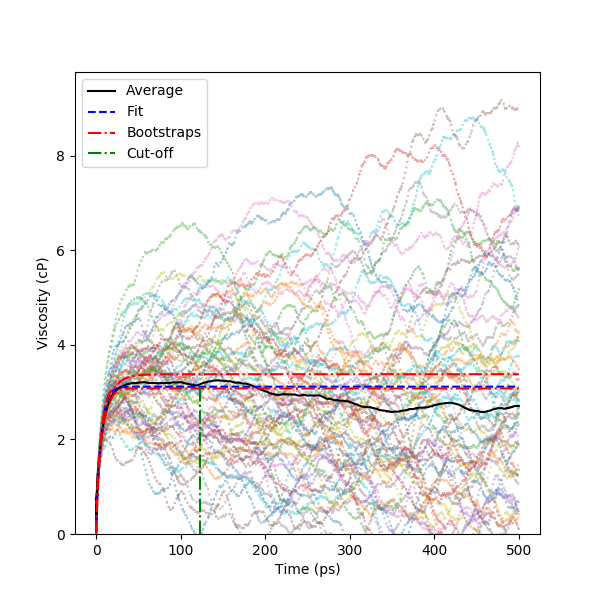 Average
Fit
Bootstraps
Cut-off
Viscosity (cP)
8
6
4
2
0
0 100 200 300 400 500
Time (ps)